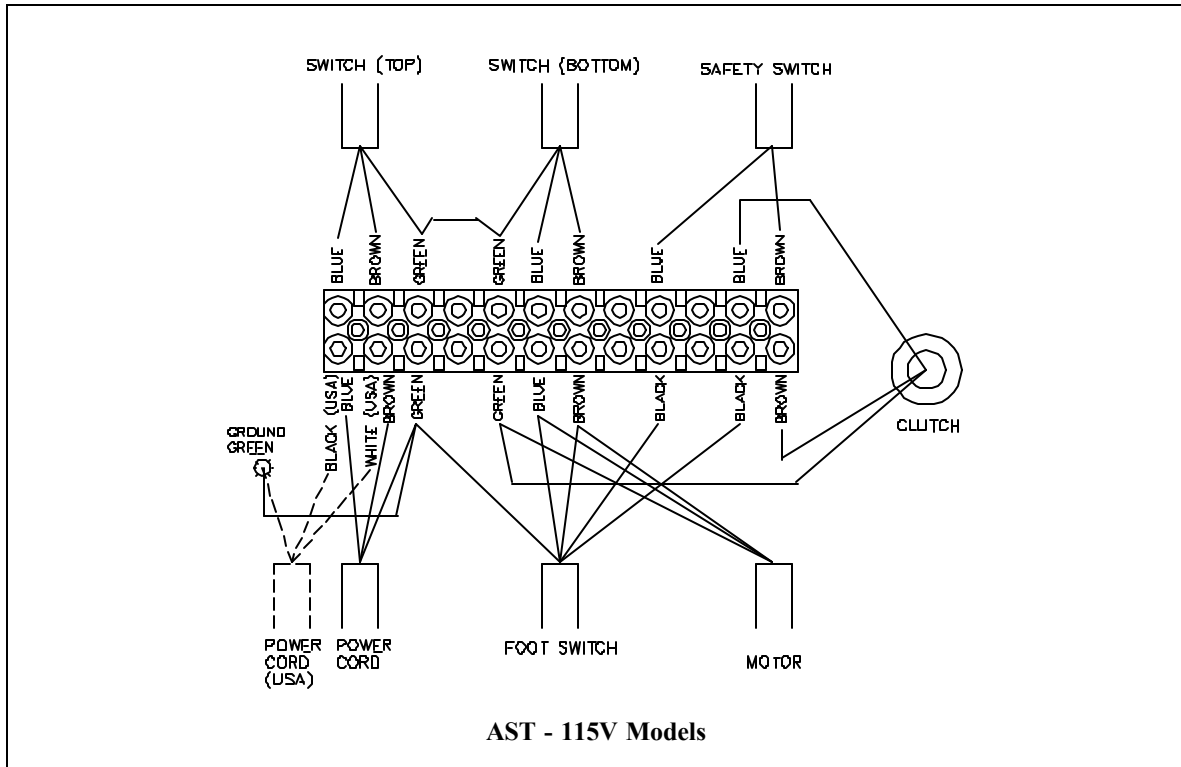 SWITCH (TOP)
SWITCH (BOTTOM)
SAFETY SWITCH
BLUE
BROWN
GREEN
GREEN
BLUE
BROWN
BLUE
BLUE
BROWN
BLACK (USA)
BLUE
WHITE (USA)
BROWN
GREEN
GREEN
BLUE
BROWN
BLACK
BLACK
BROWN
CLUTCH
GROUND
GREEN
POWER
CORD
(USA)
POWER
CORD
FOOT SWITCH
MOTOR
AST - 115V Models